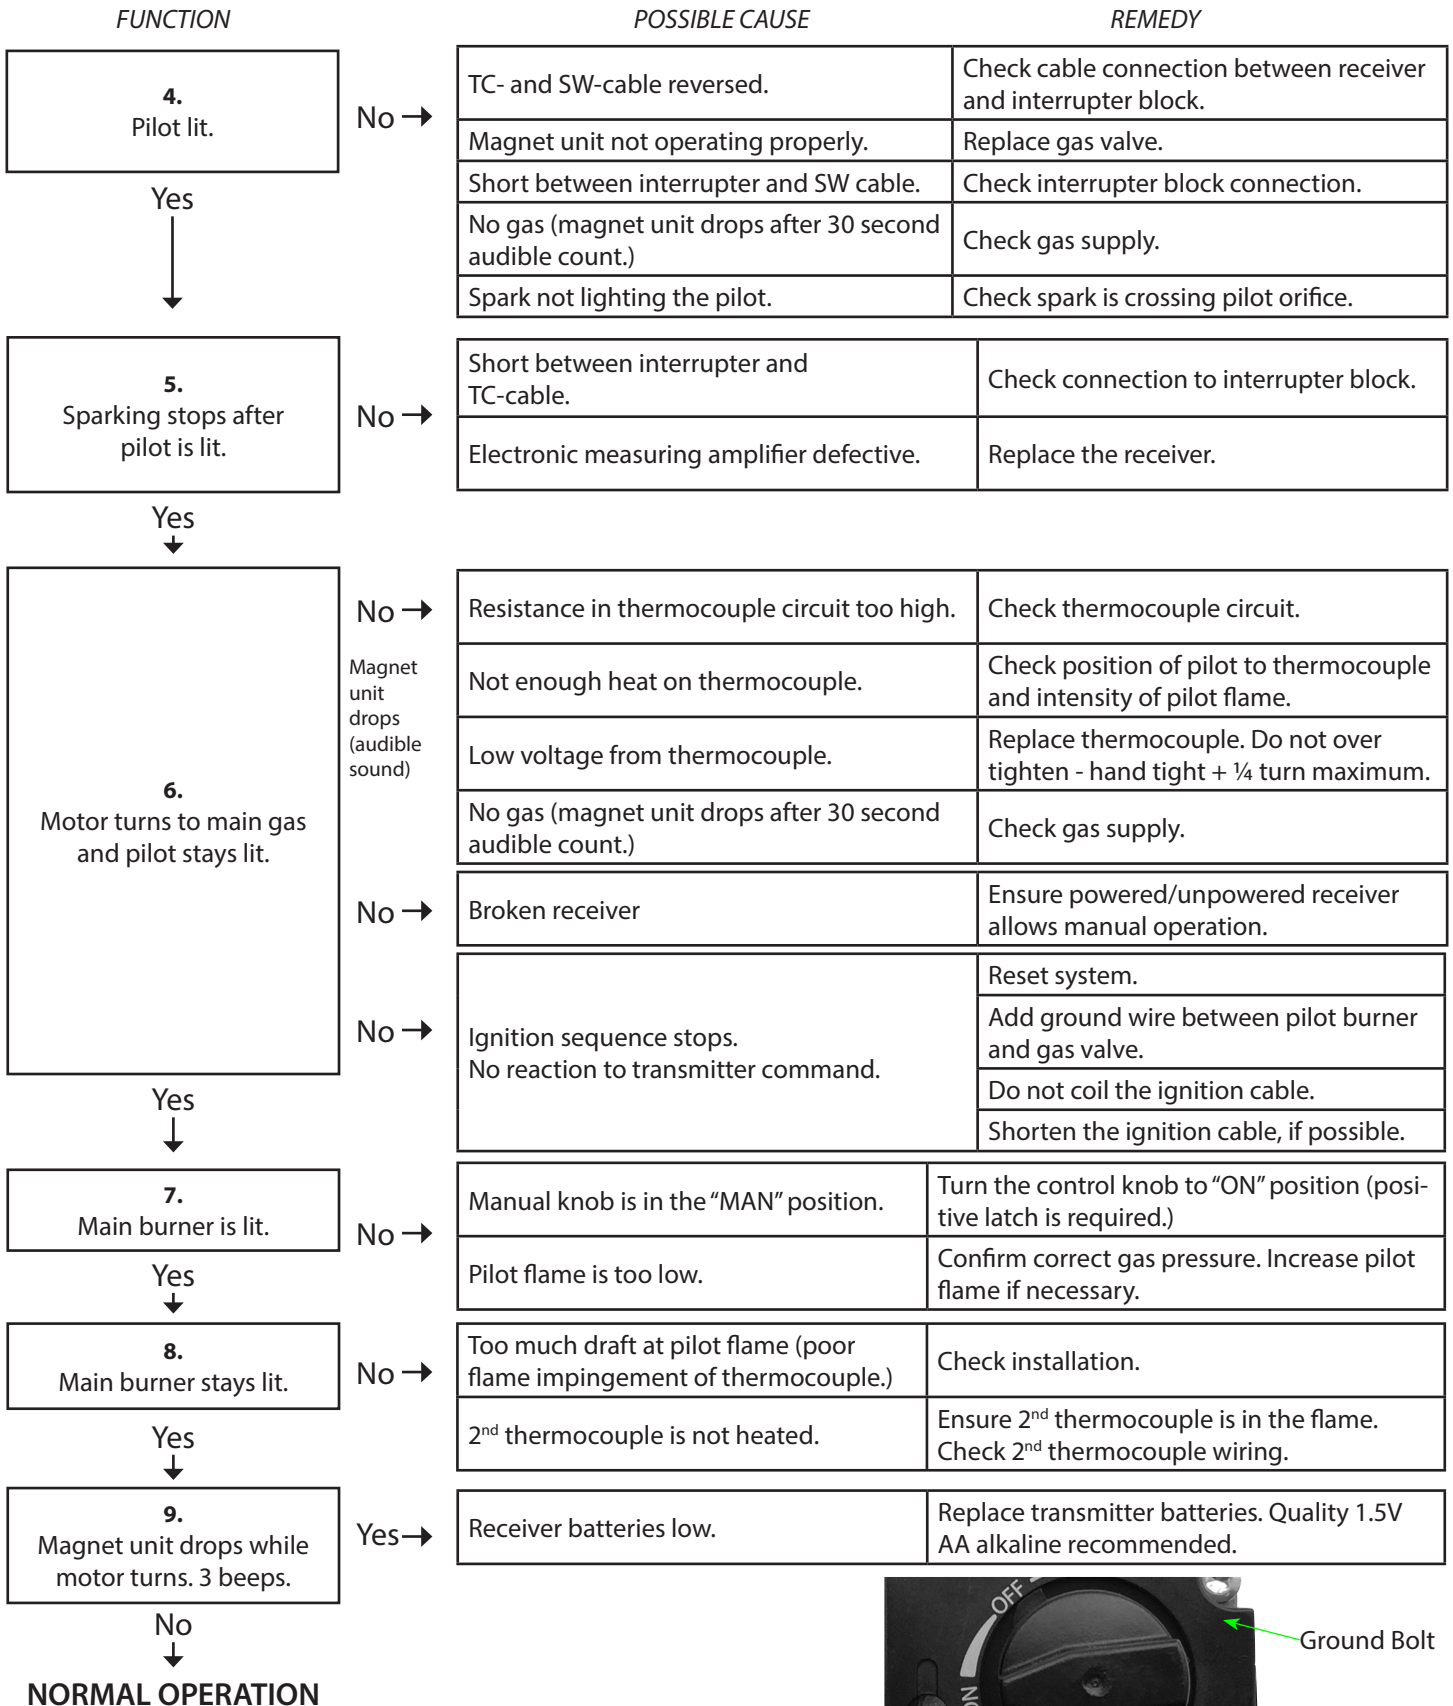 FUNCTION
POSSIBLE CAUSE
REMEDY
4.
Pilot lit.
No
TC- and SW-cable reversed.
Check cable connection between receiver
and interrupter block.
Magnet unit not operating properly.
Replace gas valve.
Short between interrupter and SW cable.
Check interrupter block connection.
No gas (magnet unit drops after 30 second
audible count.)
Check gas supply.
Spark not lighting the pilot.
Check spark is crossing pilot orifice.
Yes
5.
Sparking stops after
pilot is lit.
No
Short between interrupter and
TC-cable.
Check connection to interrupter block.
Electronic measuring amplifier defective.
Replace the receiver.
Yes
6.
Motor turns to main gas
and pilot stays lit.
No
Magnet
unit
drops
(audible
sound)
Resistance in thermocouple circuit too high.
Check thermocouple circuit.
Not enough heat on thermocouple.
Check position of pilot to thermocouple
and intensity of pilot flame.
Low voltage from thermocouple.
Replace thermocouple. Do not over
tighten - hand tight + ¼ turn maximum.
No gas (magnet unit drops after 30 second
audible count.)
Check gas supply.
No
Broken receiver
Ensure powered/unpowered receiver
allows manual operation.
No
Ignition sequence stops.
No reaction to transmitter command.
Reset system.
Add ground wire between pilot burner
and gas valve.
Do not coil the ignition cable.
Shorten the ignition cable, if possible.
Yes
7.
Main burner is lit.
No
Manual knob is in the “MAN” position.
Turn the control knob to “ON” position (posi-
tive latch is required.)
Pilot flame is too low.
Confirm correct gas pressure. Increase pilot
flame if necessary.
Yes
8.
Main burner stays lit.
No
Too much draft at pilot flame (poor
flame impingement of thermocouple.)
Check installation.
2nd thermocouple is not heated.
Ensure 2nd thermocouple is in the flame.
Check 2nd thermocouple wiring.
Yes
9.
Magnet unit drops while
motor turns. 3 beeps.
Yes
Receiver batteries low.
Replace transmitter batteries. Quality 1.5V
AA alkaline recommended.
No
NORMAL OPERATION
OFF
ON
Ground Bolt